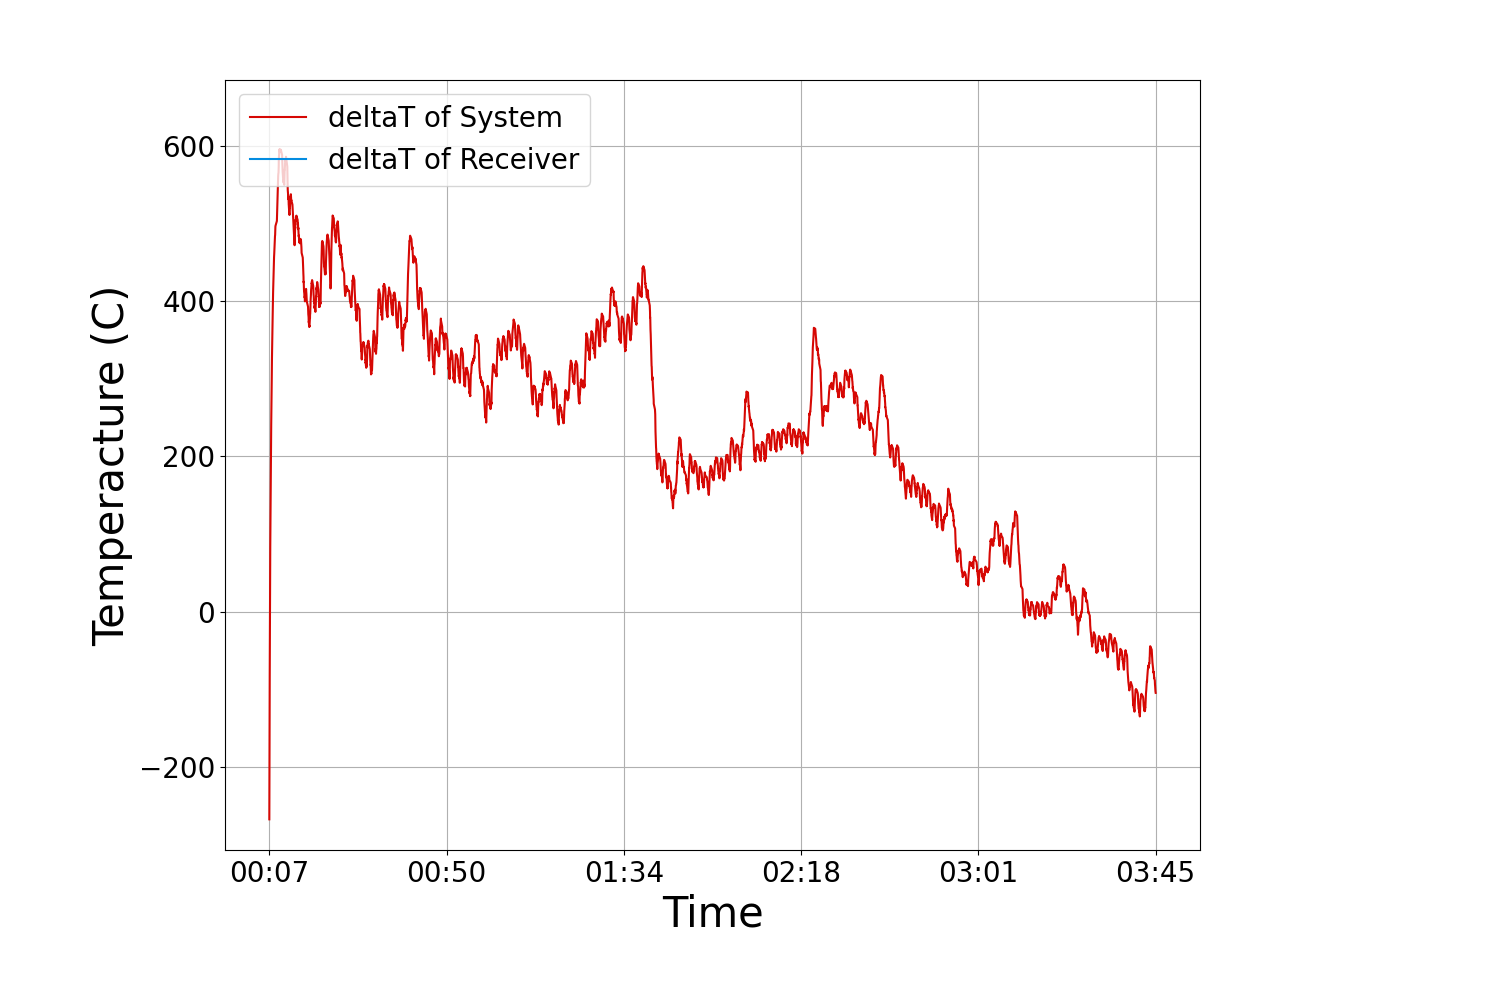 deltaT of System
deltaT of Receiver
600
400
200
0
−200
Temperacture (C)
00:07 00:50 01:34 02:18 03:01 03:45
Time